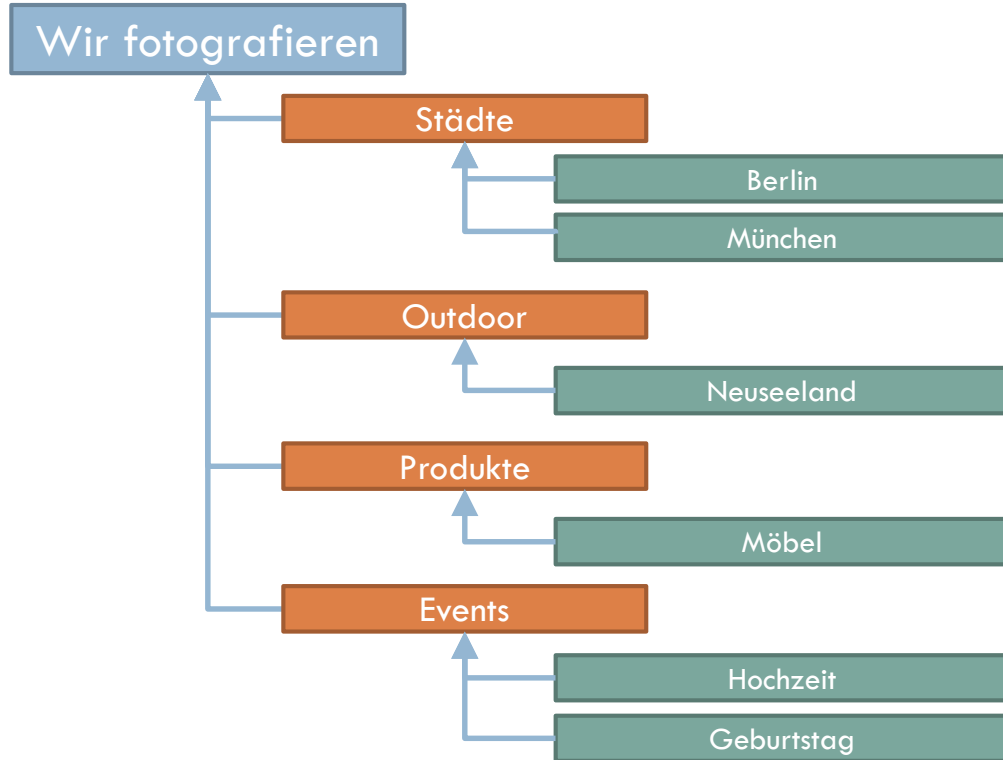 Wir fotografieren
Städte
Berlin
München
Outdoor
Neuseeland
Produkte
Möbel
Events
Hochzeit
Geburtstag